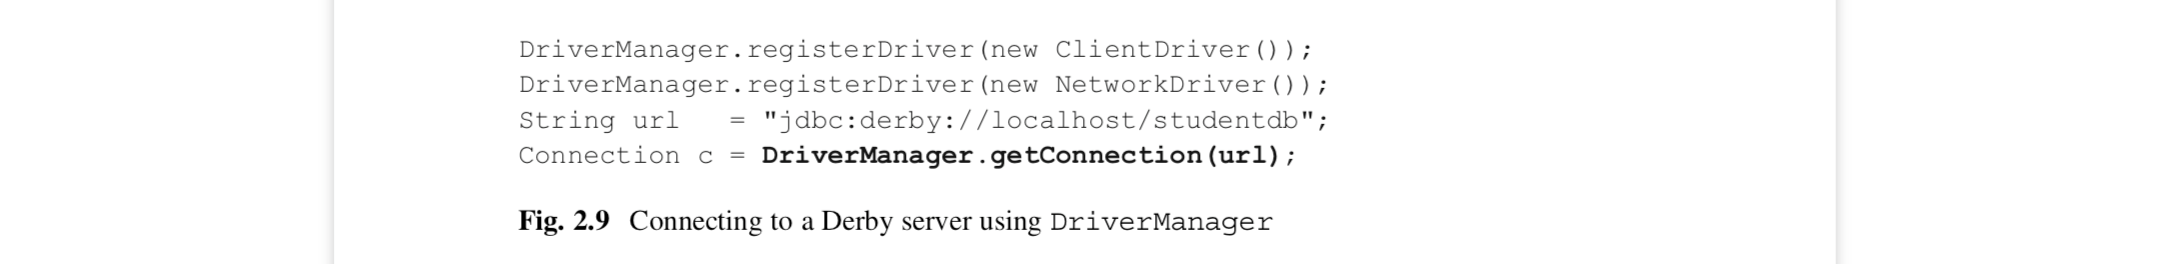 DriverManager.registerDriver(new ClientDriver());
DriverManager.registerDriver(new NetworkDriver());
String url   = "jdbc:derby://localhost/studentdb";
Connection c = DriverManager.getConnection(url);
Fig. 2.9 Connecting to a Derby server using DriverManager